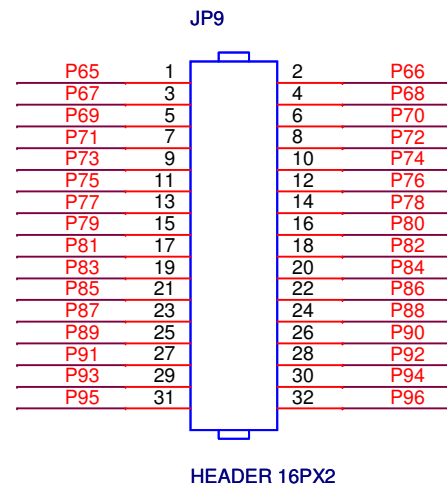 JP9
P65 1 2 P66
P67 3 4 P68
P69 5 6 P70
P71 7 8 P72
P73 9 10 P74
P75 11 12 P76
P77 13 14 P78
P79 15 16 P80
P81 17 18 P82
P83 19 20 P84
P85 21 22 P86
P87 23 24 P88
P89 25 26 P90
P91 27 28 P92
P93 29 30 P94
P95 31 32 P96
HEADER 16PX2